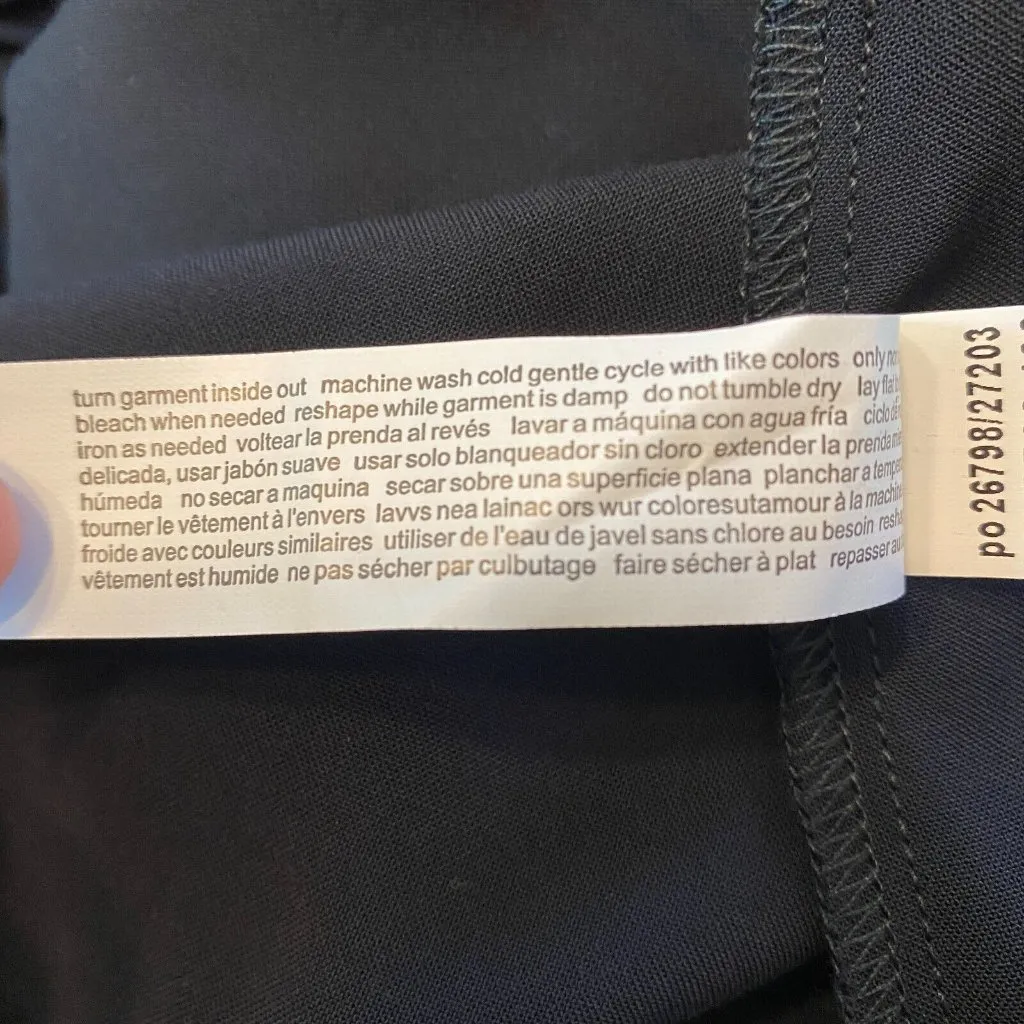 turn garment inside out machine wash cold gentle cycle with like colors only
bleach when needed reshape while garment is damp do not tumble dry lay flat
iron as needed voltear la prenda al revés lavar a máquina con agua fría ciclo
delicada, usar jabón suave usar solo blanqueador sin cloro extender la prenda
húmeda no secar a maquina secar sobre una superficie plana planchar a
tourner le vêtement à l'envers lavvs nea lainac ors wur coloresutamour à la machine
froide avec couleurs similaires utiliser de l'eau de javel sans chlore au besoin
vêtement est humide ne pas sécher par culbutage faire sécher à plat repasser
po 26798/27203